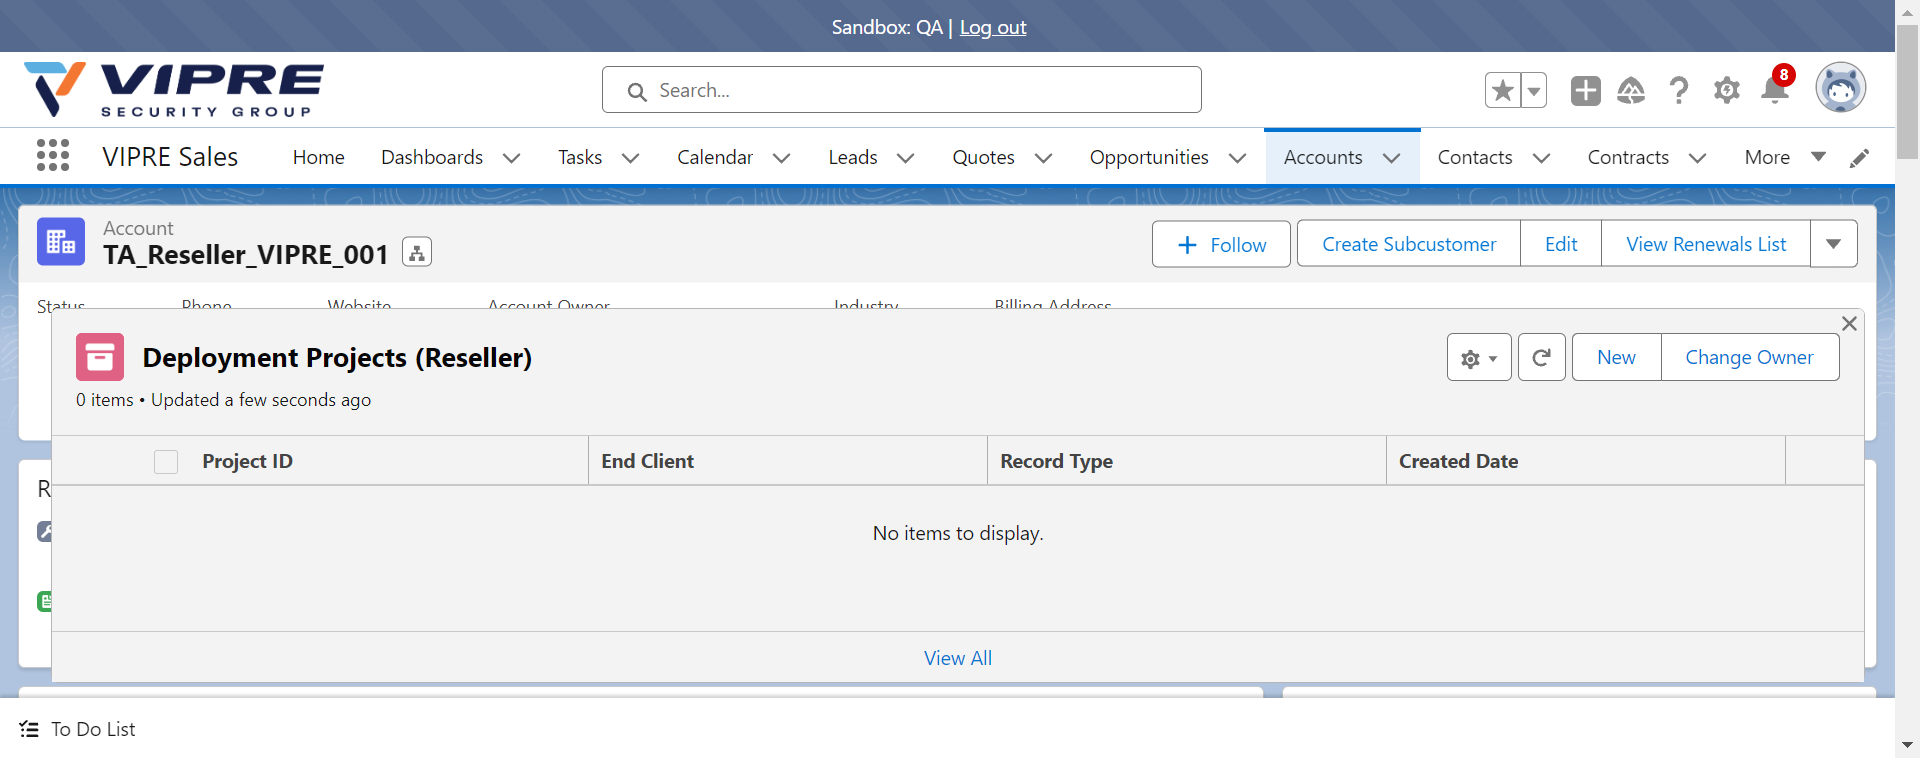 Sandbox: QA | Log out
VIPRE
SECURITY GROUP
Search...
8
VIPRE Sales
Home
Dashboards
Tasks
Calendar
Leads
Quotes
Opportunities
Accounts
Contacts
Contracts
More
Account
TA_Reseller_VIPRE_001
Follow
Create Subcustomer
Edit
View Renewals List
Status
Phone
Website
Account Owner
Industry
Billing Address
Deployment Projects (Reseller)
New
Change Owner
0 items • Updated a few seconds ago
Project ID
End Client
Record Type
Created Date
R
No items to display.
View All
To Do List